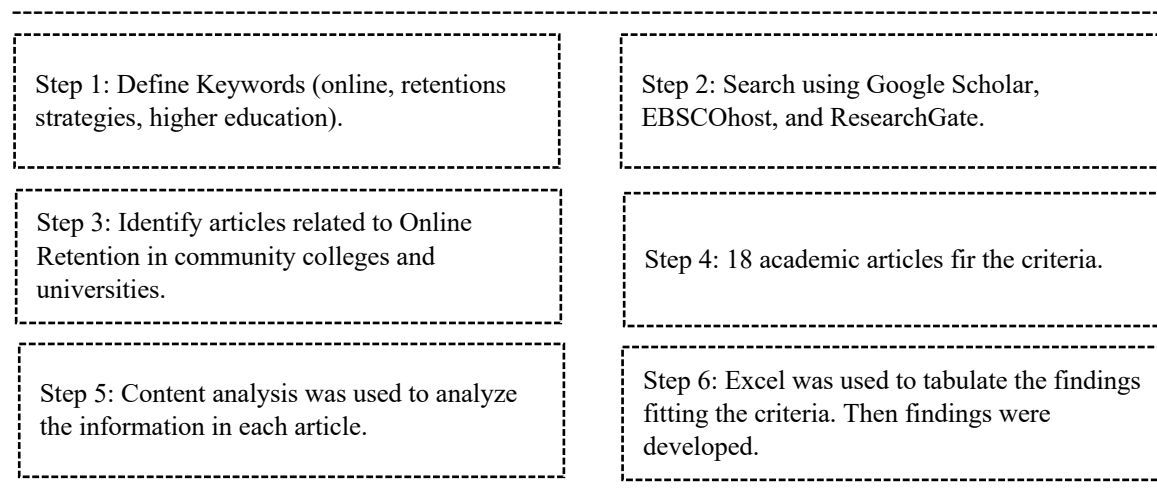 Step 1: Define Keywords (online, retentions
strategies, higher education).
Step 2: Search using Google Scholar,
EBSCOhost, and ResearchGate.
Step 3: Identify articles related to Online
Retention in community colleges and
universities.
Step 4: 18 academic articles fir the criteria.
Step 5: Content analysis was used to analyze
the information in each article.
Step 6: Excel was used to tabulate the findings
fitting the criteria. Then findings were
developed.